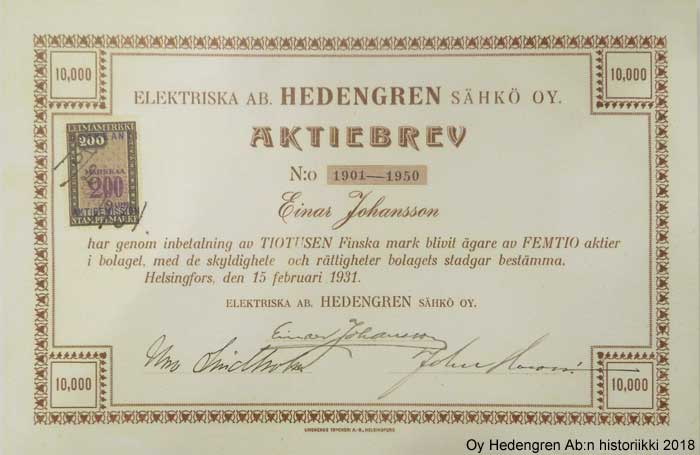 10,000
10,000
ELEKTRISKA AB. HEDENGREN SÄHKÖ OY.
AKTIEBREV
LEIMAMERKKI
200
MARKKAA
200
STÄMPELMÄRKE
N:o 1901—1950
Einar Johansson
har genom inbetalning av TIOTUSEN Finska mark blivit ägare av FEMTIO aktier
i bolaget, med de skyldighete och rättigheter bolagets stadgar bestämma.
Helsingfors, den 15 februari 1931.
ELEKTRISKA AB. HEDENGREN SÄHKÖ OY.
Einar Johansson
10,000
10,000
Oy Hedengren Ab:n historiikki 2018